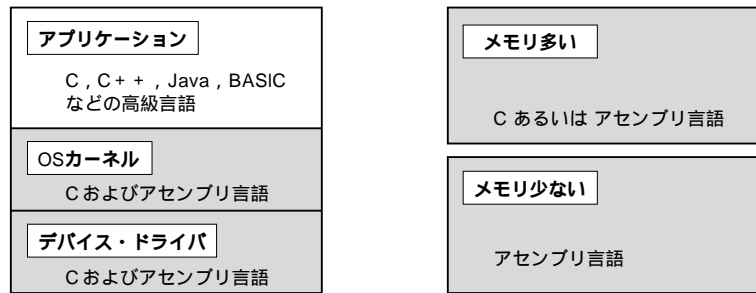 アプリケーション
C，C＋＋，Java，BASIC
などの高級言語
OSカーネル
Cおよびアセンブリ言語
デバイス・ドライバ
Cおよびアセンブリ言語
メモリ多い
C あるいは アセンブリ言語
メモリ少ない
アセンブリ言語